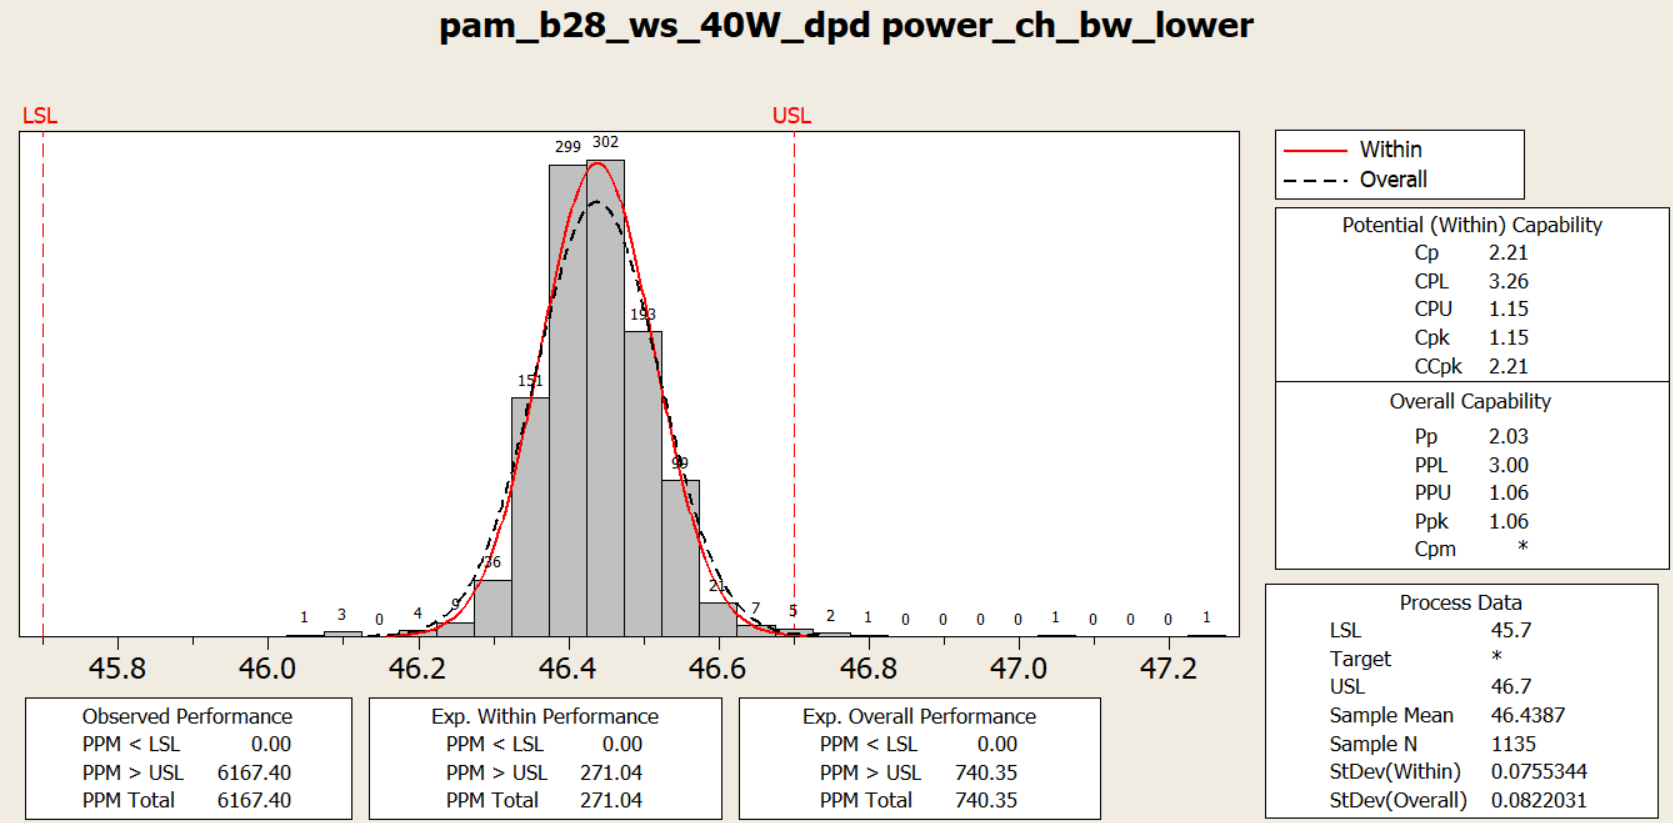 pam_b28_ws_40W_dpd power_ch_bw_lower
LSL USL
299 302
193
151
99
36
21
1 3 0 4 9 7 5 2 1 0 0 0 0 1 0 0 0 1
45.8 46.0 46.2 46.4 46.6 46.8 47.0 47.2
Within
Overall
Potential (Within) Capability
Cp 2.21
CPL 3.26
CPU 1.15
Cpk 1.15
CCpk 2.21
Overall Capability
Pp 2.03
PPL 3.00
PPU 1.06
Ppk 1.06
Cpm *
Process Data
LSL 45.7
Target *
USL 46.7
Sample Mean 46.4387
Sample N 1135
StDev(Within) 0.0755344
StDev(Overall) 0.0822031
Observed Performance
PPM < LSL 0.00
PPM > USL 6167.40
PPM Total 6167.40
Exp. Within Performance
PPM < LSL 0.00
PPM > USL 271.04
PPM Total 271.04
Exp. Overall Performance
PPM < LSL 0.00
PPM > USL 740.35
PPM Total 740.35